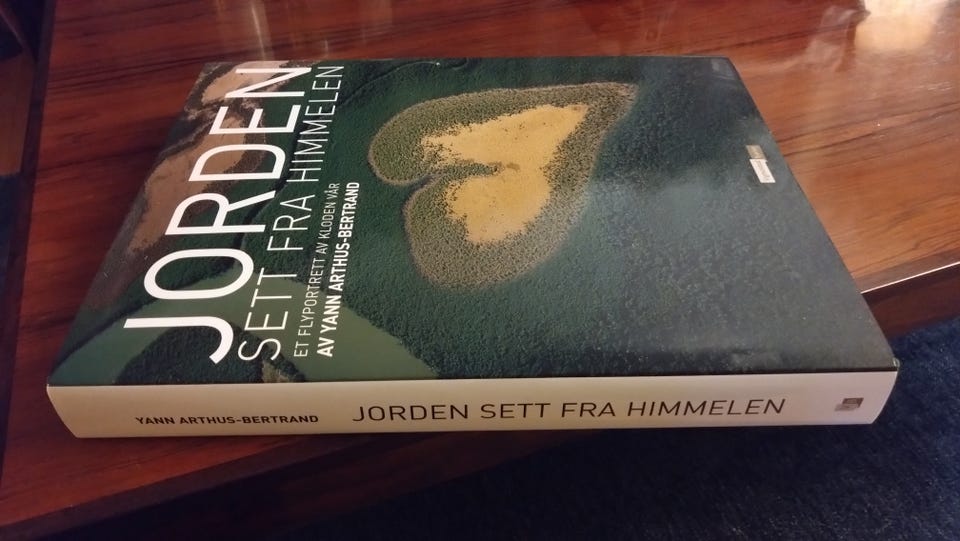 JORDEN
SETT FRA HIMMELEN
ET FLYPORTRETT AV KLODEN VÅR
AV YANN ARTHUS-BERTRAND
YANN ARTHUS-BERTRAND JORDEN SETT FRA HIMMELEN